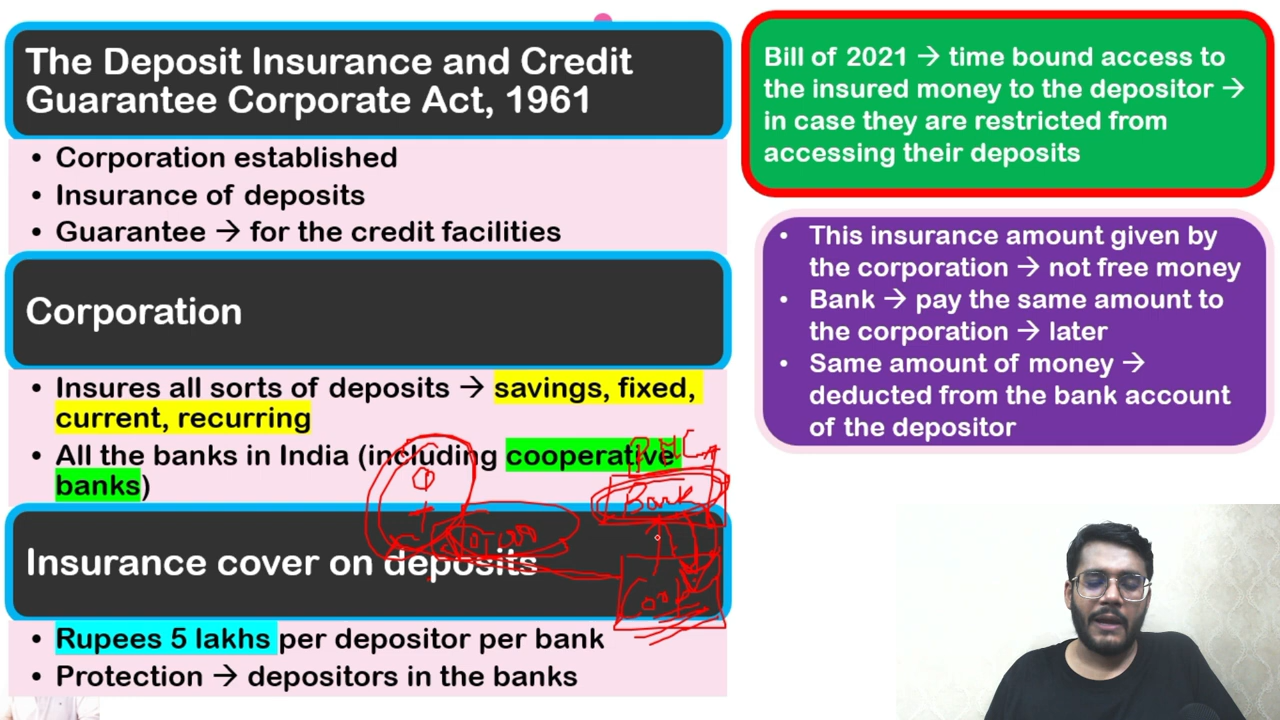 The Deposit Insurance and Credit
Guarantee Corporate Act, 1961
• Corporation established
• Insurance of deposits
• Guarantee → for the credit facilities
Corporation
• Insures all sorts of deposits → savings, fixed,
current, recurring
• All the banks in India (including cooperative
banks)
Bank
Insurance cover on deposits
• Rupees 5 lakhs per depositor per bank
• Protection → depositors in the banks
Bill of 2021 → time bound access to
the insured money to the depositor →
in case they are restricted from
accessing their deposits
• This insurance amount given by
the corporation → not free money
• Bank → pay the same amount to
the corporation → later
• Same amount of money →
deducted from the bank account
of the depositor